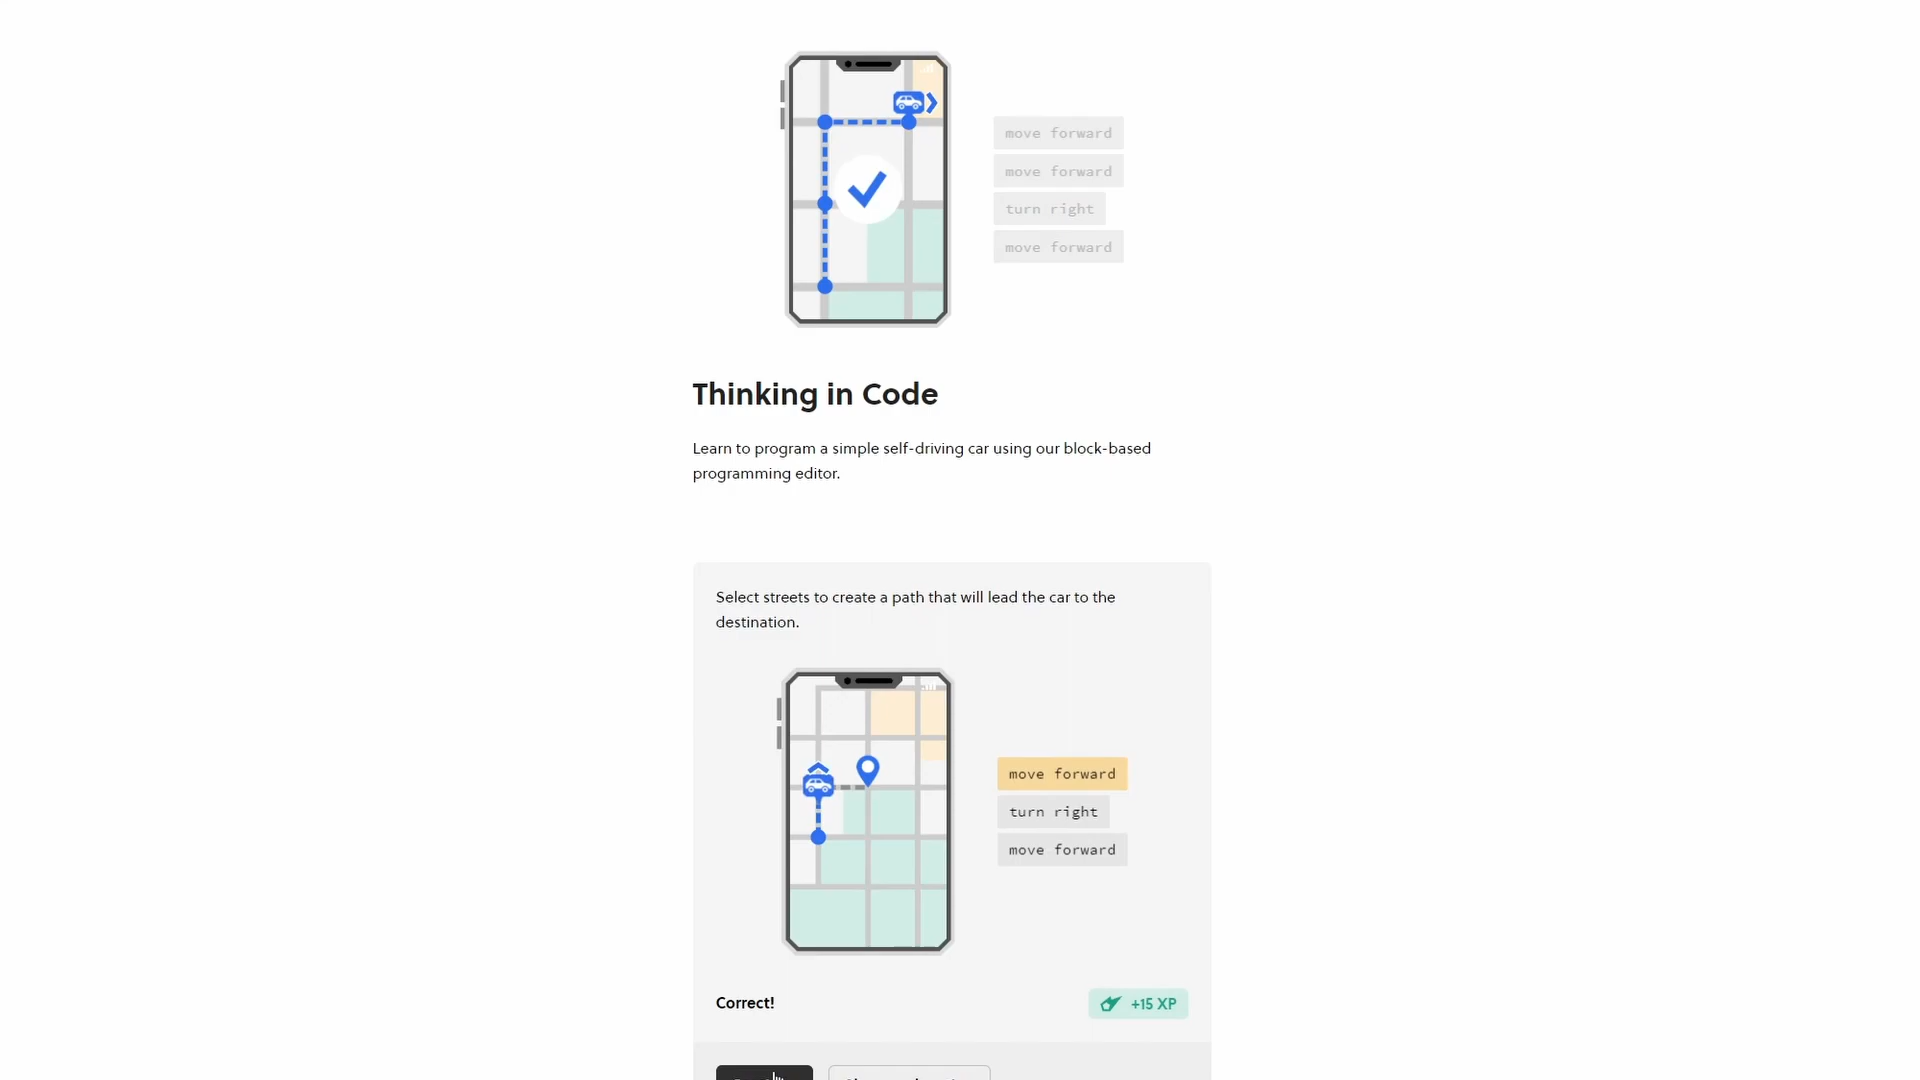 move forward
move forward
turn right
move forward
Thinking in Code
Learn to program a simple self-driving car using our block-based
programming editor.
Select streets to create a path that will lead the car to the
destination.
move forward
turn right
move forward
Correct!
+15 XP